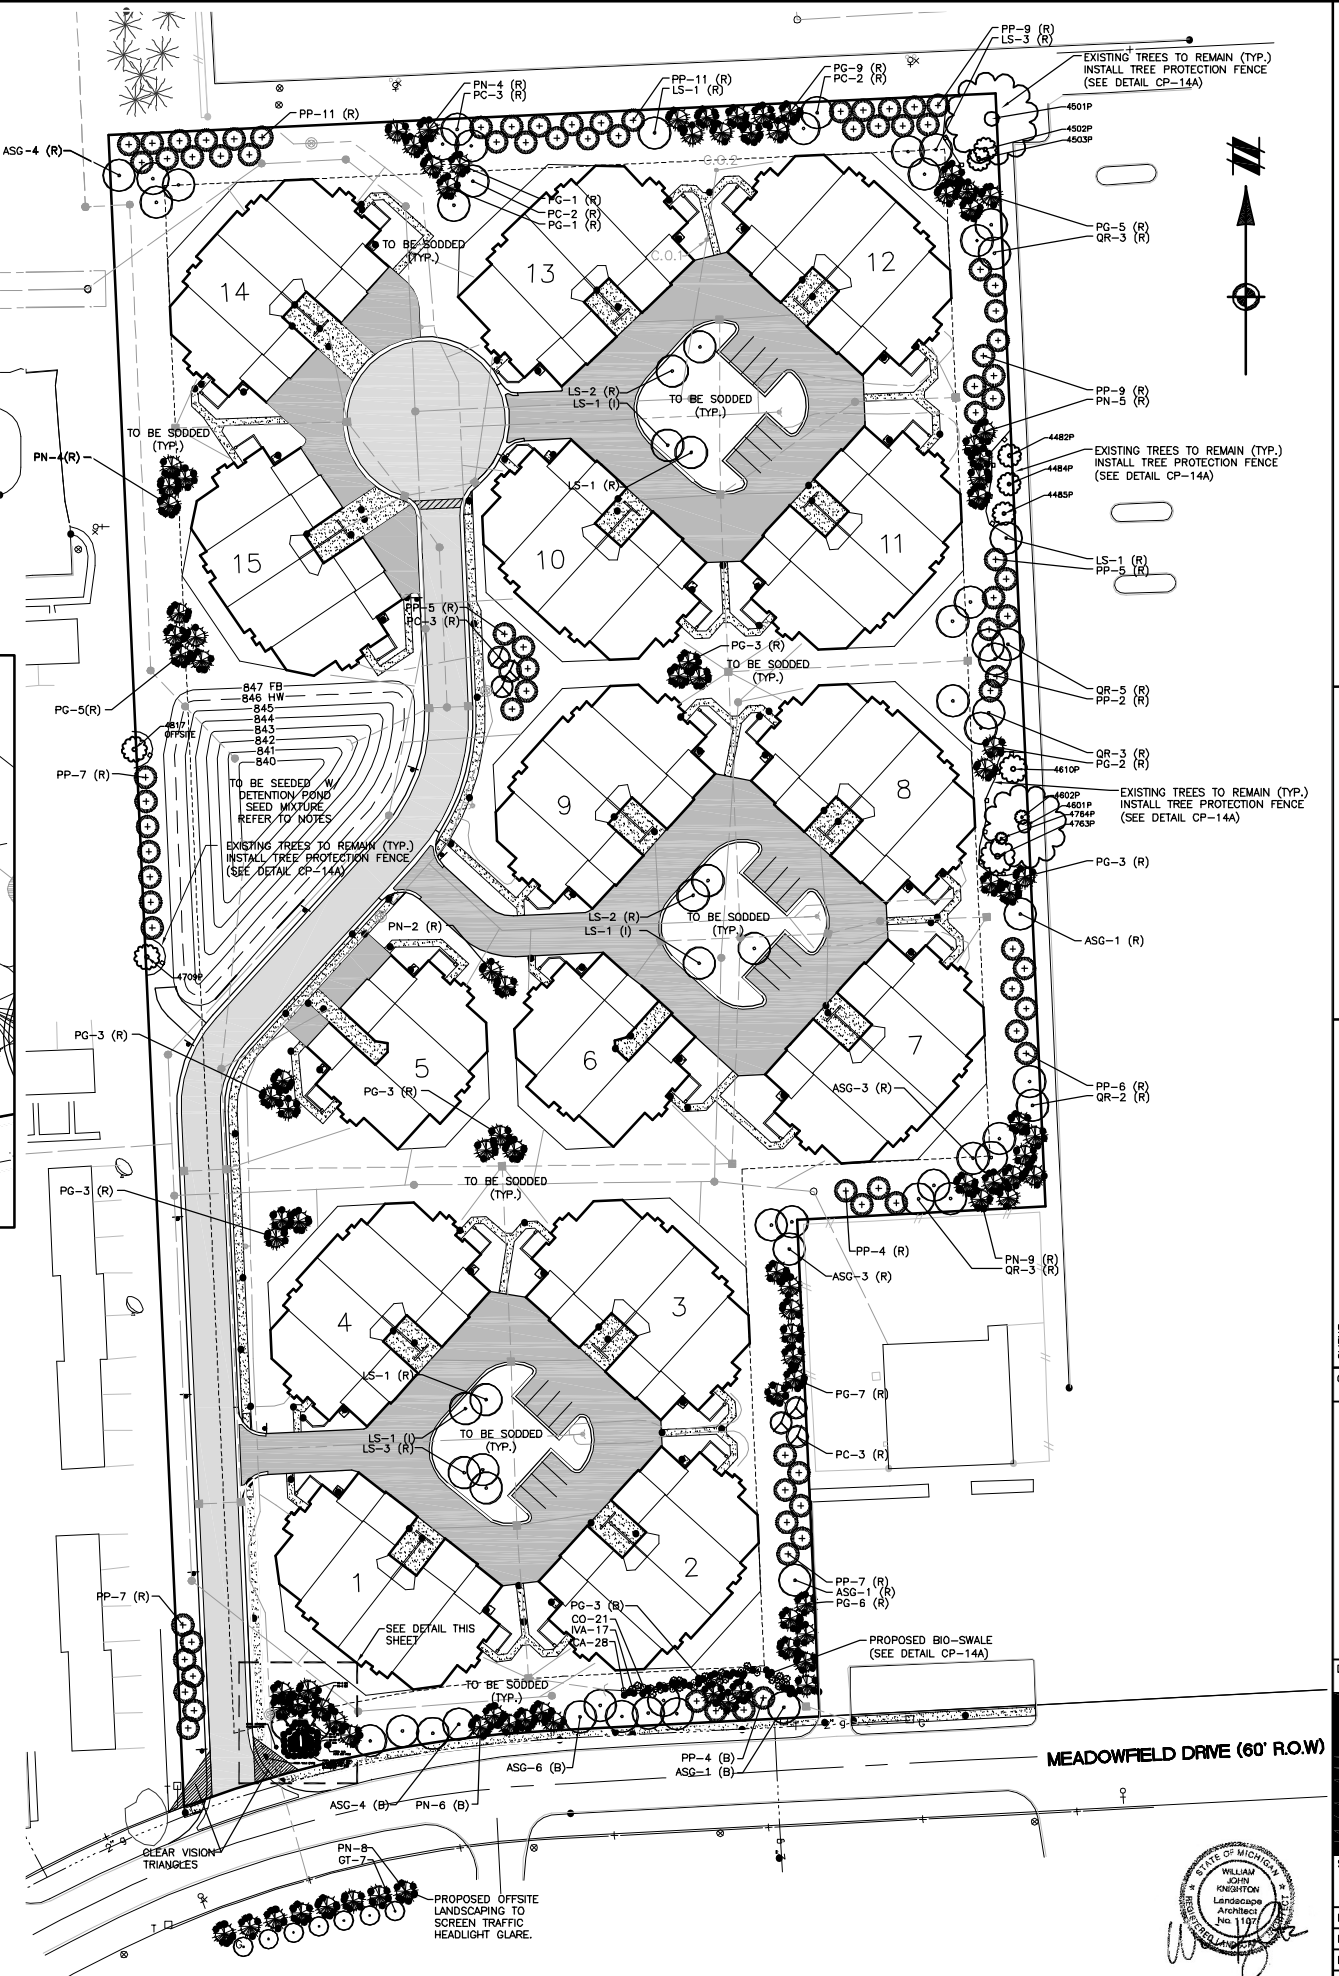 PP-9 (R)
LS-3 (R)
EXISTING TREES TO REMAIN (TYP.)
INSTALL TREE PROTECTION FENCE
(SEE DETAIL CP-14A)
PG-9 (R)
PC-2 (R)
PP-11 (R)
LS-1 (R)
PN-4 (R)
PC-3 (R)
PP-11 (R)
ASG-4 (R)
4501P
4502P
4503P
C.O.2
PG-1 (R)
PC-2 (R)
PG-1 (R)
PG-5 (R)
QR-3 (R)
TO BE SODDED
(TYP.)
C.O.1
12
13
14
LS-2 (R)
LS-1 (I)
TO BE SODDED
(TYP.)
PP-9 (R)
PN-5 (R)
TO BE SODDED
(TYP.)
4482P
EXISTING TREES TO REMAIN (TYP.)
INSTALL TREE PROTECTION FENCE
(SEE DETAIL CP-14A)
PN-4(R)
4484P
LS-1 (R)
4485P
11
10
15
LS-1 (R)
PP-5 (R)
PP-5 (R)
PC-3 (R)
PG-3 (R)
TO BE SODDED
(TYP.)
847 FB
846 HW
845
844
843
842
841
840
PG-5(R)
4817
OFFSITE
QR-5 (R)
PP-2 (R)
QR-3 (R)
PG-2 (R)
4610P
PP-7 (R)
TO BE SEEDED W/
DETENTION POND
SEED MIXTURE
REFER TO NOTES
8
9
4602P
4601P
4764P
4763P
EXISTING TREES TO REMAIN (TYP.)
INSTALL TREE PROTECTION FENCE
(SEE DETAIL CP-14A)
EXISTING TREES TO REMAIN (TYP.)
INSTALL TREE PROTECTION FENCE
(SEE DETAIL CP-14A)
PG-3 (R)
LS-2 (R)
LS-1 (I)
TO BE SODDED
(TYP.)
PN-2 (R)
ASG-1 (R)
4709P
PG-3 (R)
5
6
7
PG-3 (R)
ASG-3 (R)
PP-6 (R)
QR-2 (R)
TO BE SODDED
(TYP.)
PG-3 (R)
PP-4 (R)
PN-9 (R)
QR-3 (R)
ASG-3 (R)
4
3
LS-1 (R)
PG-7 (R)
LS-1 (I)
LS-3 (R)
TO BE SODDED
(TYP.)
PC-3 (R)
1
2
PP-7 (R)
ASG-1 (R)
PG-6 (R)
PP-7 (R)
PG-3 (B)
CO-21
IVA-17
CA-28
SEE DETAIL THIS
SHEET
PROPOSED BIO-SWALE
(SEE DETAIL CP-14A)
TO BE SODDED
(TYP.)
MEADOWFIELD DRIVE (60' R.O.W)
PP-4 (B)
ASG-1 (B)
ASG-6 (B)
ASG-4 (B)
PN-6 (B)
CLEAR VISION
TRIANGLES
PN-8
GT-7
PROPOSED OFFSITE
LANDSCAPING TO
SCREEN TRAFFIC
HEADLIGHT GLARE.
STATE OF MICHIGAN
WILLIAM
JOHN
KNIGHTON
Landscape
Architect
No. 1107